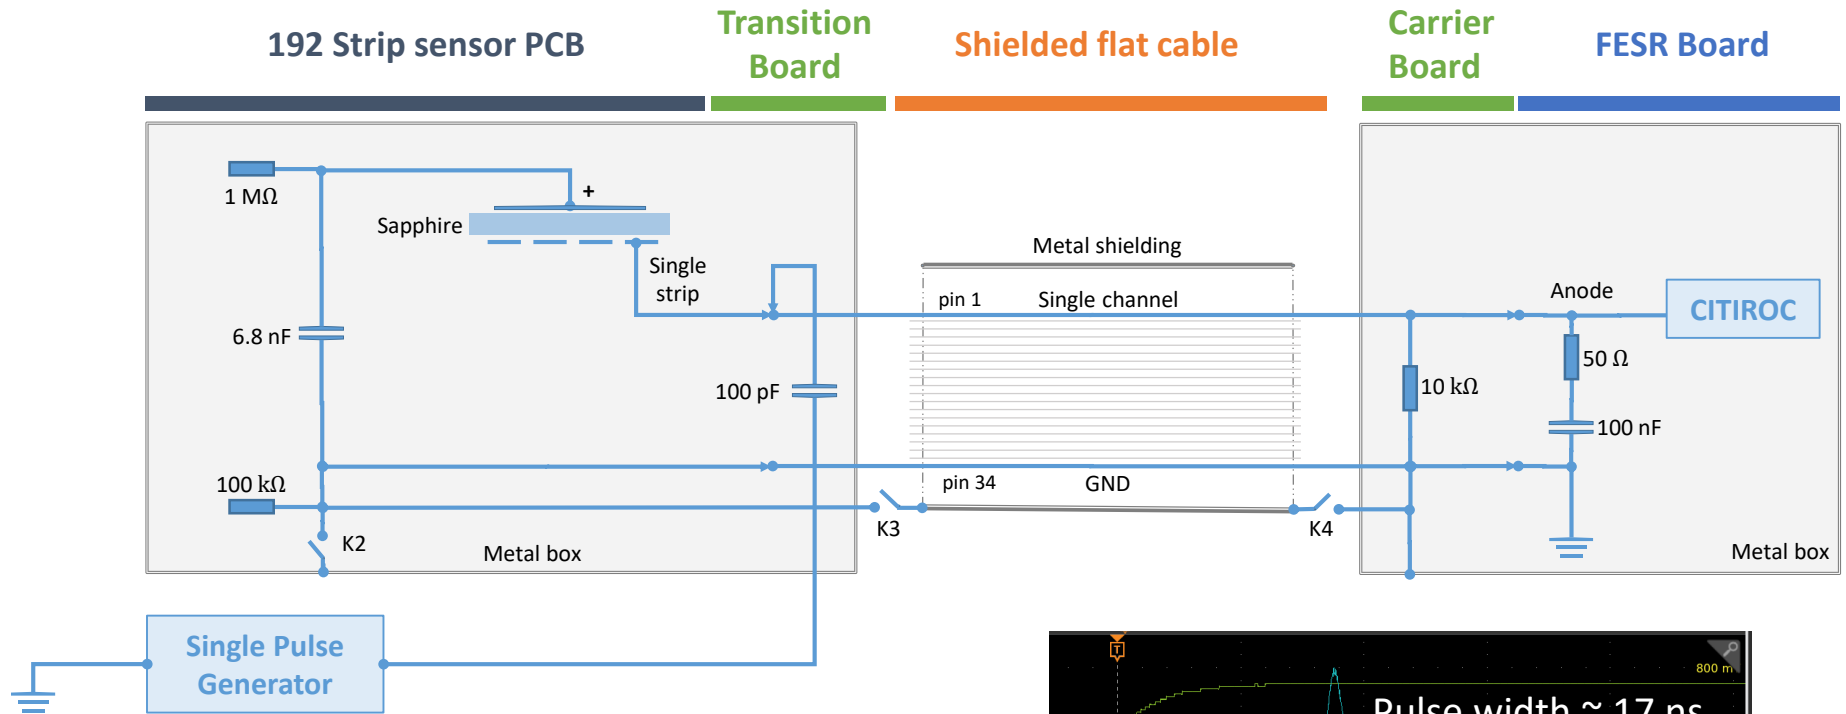 192 Strip sensor PCB
Transition
Board
Shielded flat cable
Carrier
Board
FESR Board
1 MΩ
+
Sapphire
Single
strip
Metal shielding
pin 1
Single channel
Anode
CITIROC
6.8 nF
50 Ω
100 pF
10 kΩ
100 nF
100 kΩ
pin 34
GND
K3
K4
K2
Metal box
Metal box
Single Pulse
Generator
T
800 m
Pulse width ~ 17 ns